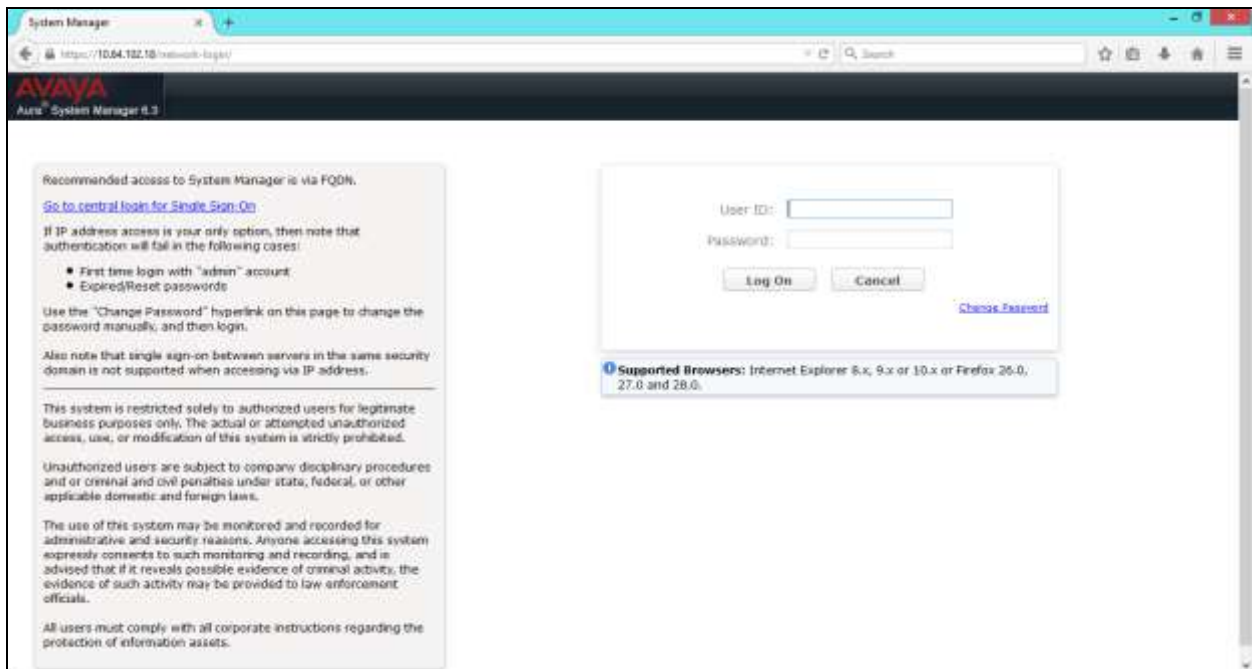 System Manager
https://10.64.102.18/network-login/
Search
AVAYA
Aura® System Manager 6.3
Recommended access to System Manager is via FQDN.
Go to central login for Single Sign-On
If IP address access is your only option, then note that
authentication will fail in the following cases:
• First time login with "admin" account
• Expired/Reset passwords
Use the "Change Password" hyperlink on this page to change the
password manually, and then login.
Also note that single sign-on between servers in the same security
domain is not supported when accessing via IP address.
This system is restricted solely to authorized users for legitimate
business purposes only. The actual or attempted unauthorized
access, use, or modification of this system is strictly prohibited.
Unauthorized users are subject to company disciplinary procedures
and or criminal and civil penalties under state, federal, or other
applicable domestic and foreign laws.
The use of this system may be monitored and recorded for
administrative and security reasons. Anyone accessing this system
expressly consents to such monitoring and recording, and is
advised that if it reveals possible evidence of criminal activity, the
evidence of such activity may be provided to law enforcement
officials.
All users must comply with all corporate instructions regarding the
protection of information assets.
User ID:
Password:
Log On
Cancel
Change Password
Supported Browsers: Internet Explorer 8.x, 9.x or 10.x or Firefox 26.0,
27.0 and 28.0.